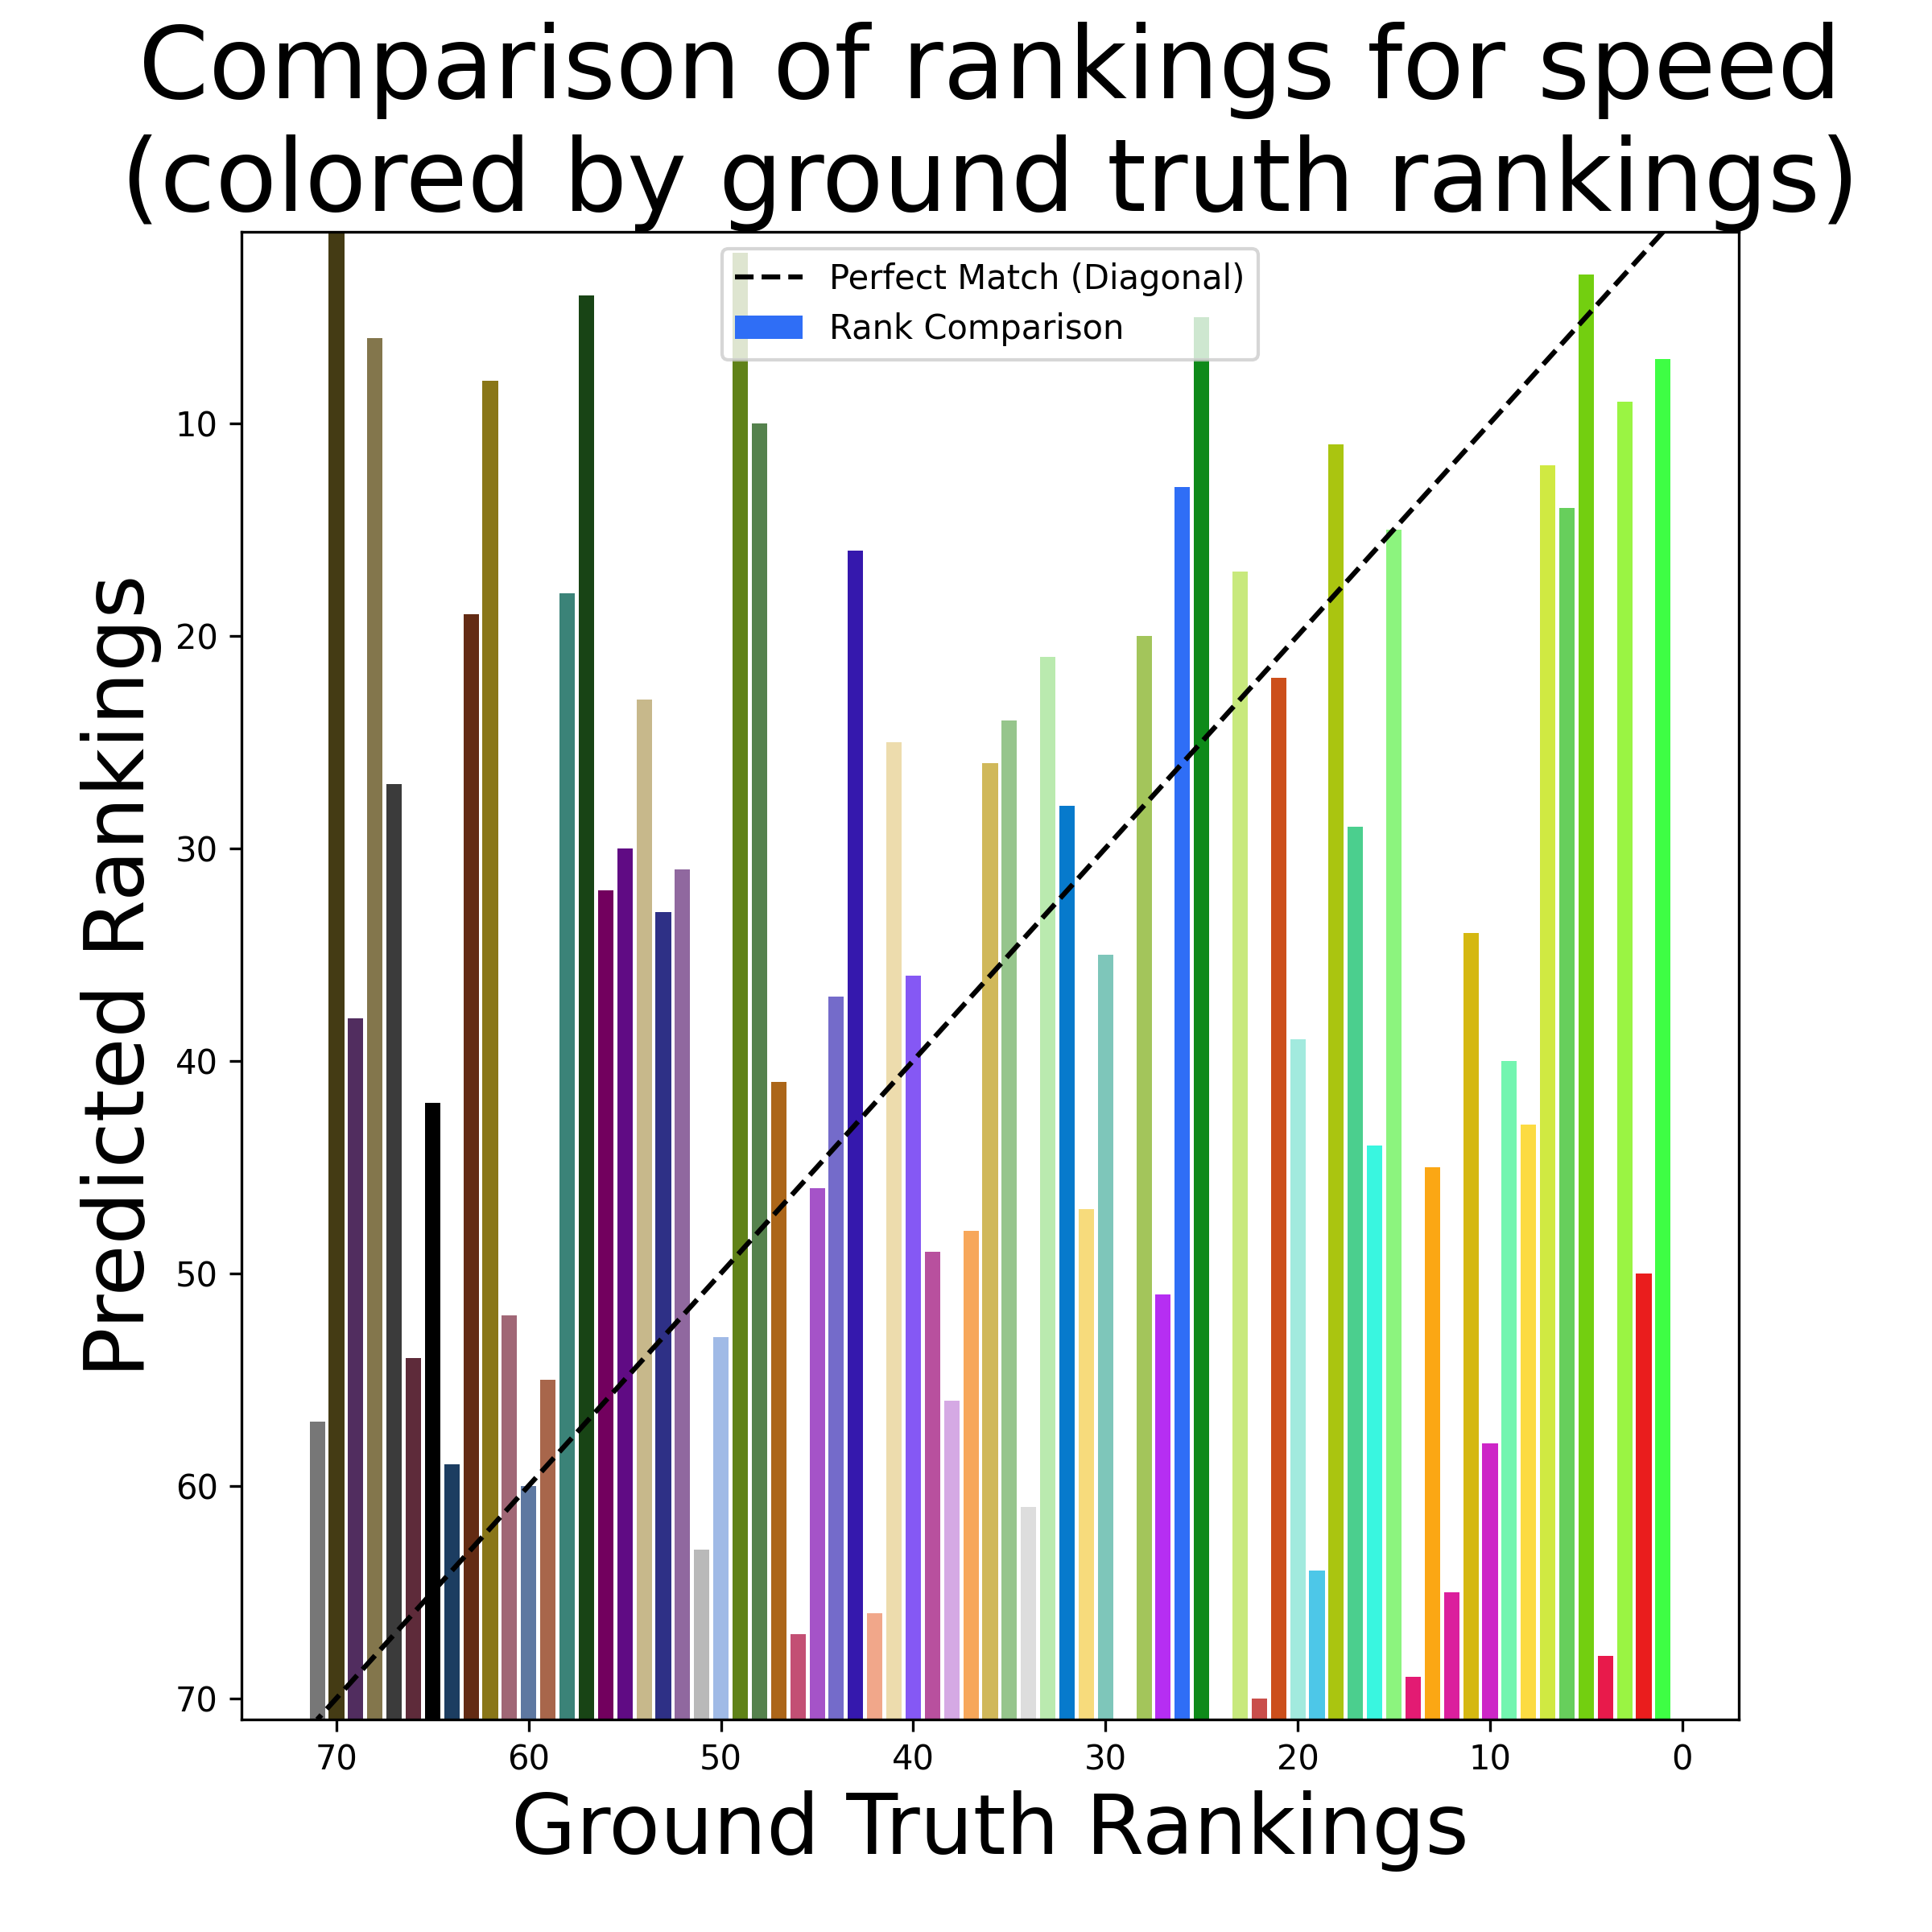 Comparison of rankings for speed
(colored by ground truth rankings)
Perfect Match (Diagonal)
Rank Comparison
Predicted Rankings
10
20
30
40
50
60
70
70 60 50 40 30 20 10 0
Ground Truth Rankings